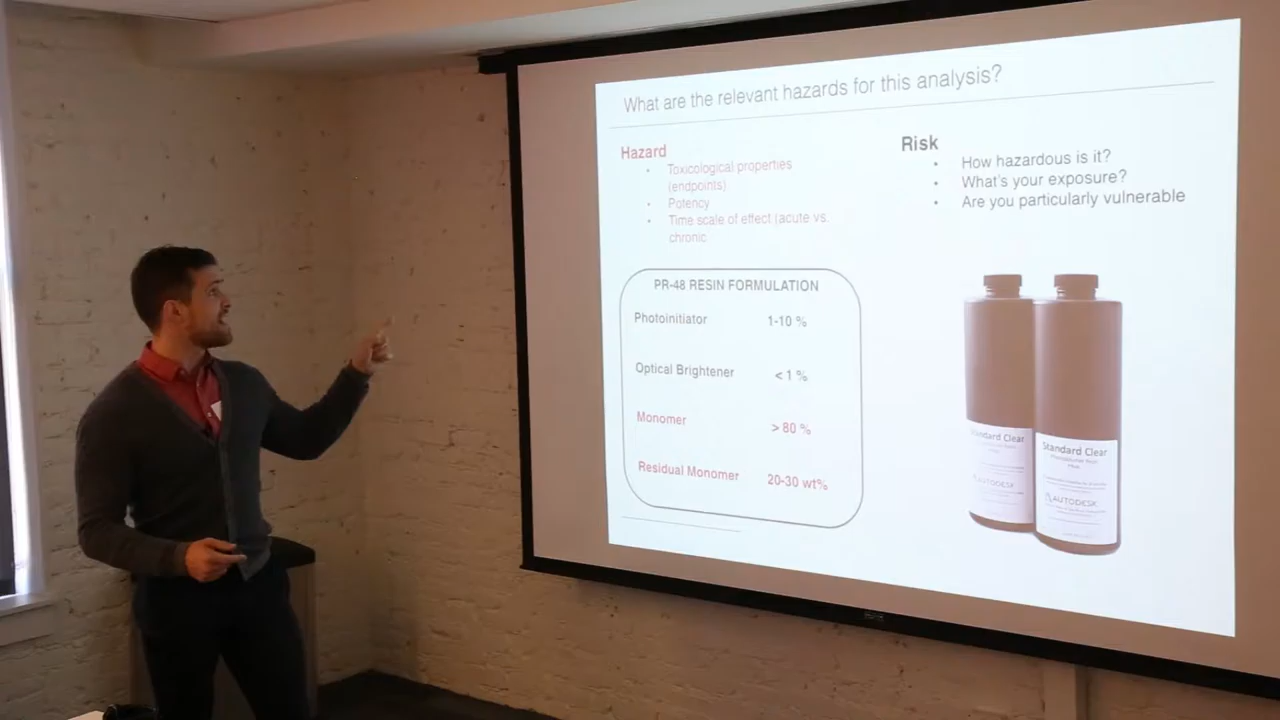 What are the relevant hazards for this analysis?
Hazard
• Toxicological properties
(endpoints)
• Potency
• Time scale of effect (acute vs.
chronic
Risk
• How hazardous is it?
• What's your exposure?
• Are you particularly vulnerable
PR-48 RESIN FORMULATION
Photoinitiator 1-10 %
Optical Brightener < 1 %
Monomer > 80 %
Residual Monomer 20-30 wt%
Standard Clear
AUTODESK
Standard Clear
AUTODESK